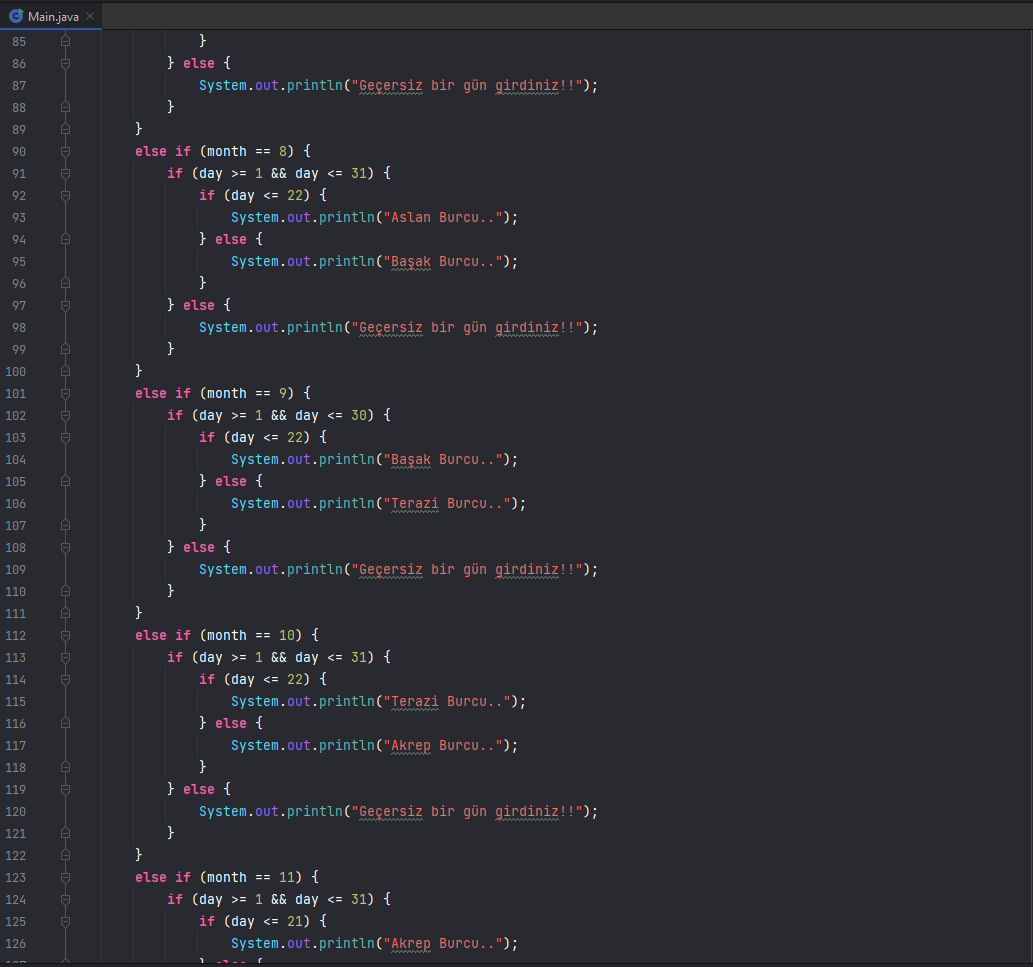 Main.java
85 }
86 } else {
87 System.out.println("Geçersiz bir gün girdiniz!!");
88 }
89 }
90 else if (month == 8) {
91 if (day >= 1 && day <= 31) {
92 if (day <= 22) {
93 System.out.println("Aslan Burcu..");
94 } else {
95 System.out.println("Başak Burcu..");
96 }
97 } else {
98 System.out.println("Geçersiz bir gün girdiniz!!");
99 }
100 }
101 else if (month == 9) {
102 if (day >= 1 && day <= 30) {
103 if (day <= 22) {
104 System.out.println("Başak Burcu..");
105 } else {
106 System.out.println("Terazi Burcu..");
107 }
108 } else {
109 System.out.println("Geçersiz bir gün girdiniz!!");
110 }
111 }
112 else if (month == 10) {
113 if (day >= 1 && day <= 31) {
114 if (day <= 22) {
115 System.out.println("Terazi Burcu..");
116 } else {
117 System.out.println("Akrep Burcu..");
118 }
119 } else {
120 System.out.println("Geçersiz bir gün girdiniz!!");
121 }
122 }
123 else if (month == 11) {
124 if (day >= 1 && day <= 31) {
125 if (day <= 21) {
126 System.out.println("Akrep Burcu..");
127 } else {